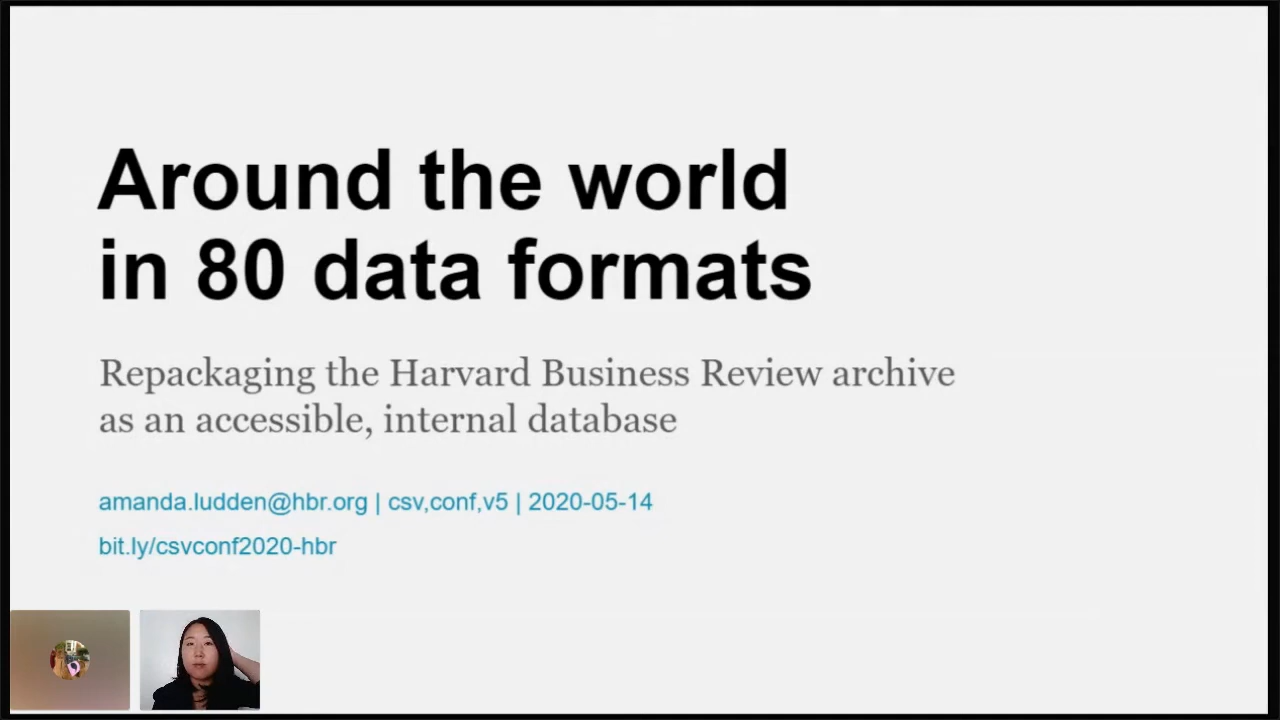 Around the world
in 80 data formats
Repackaging the Harvard Business Review archive
as an accessible, internal database
amanda.ludden@hbr.org | csv,conf,v5 | 2020-05-14
bit.ly/csvconf2020-hbr